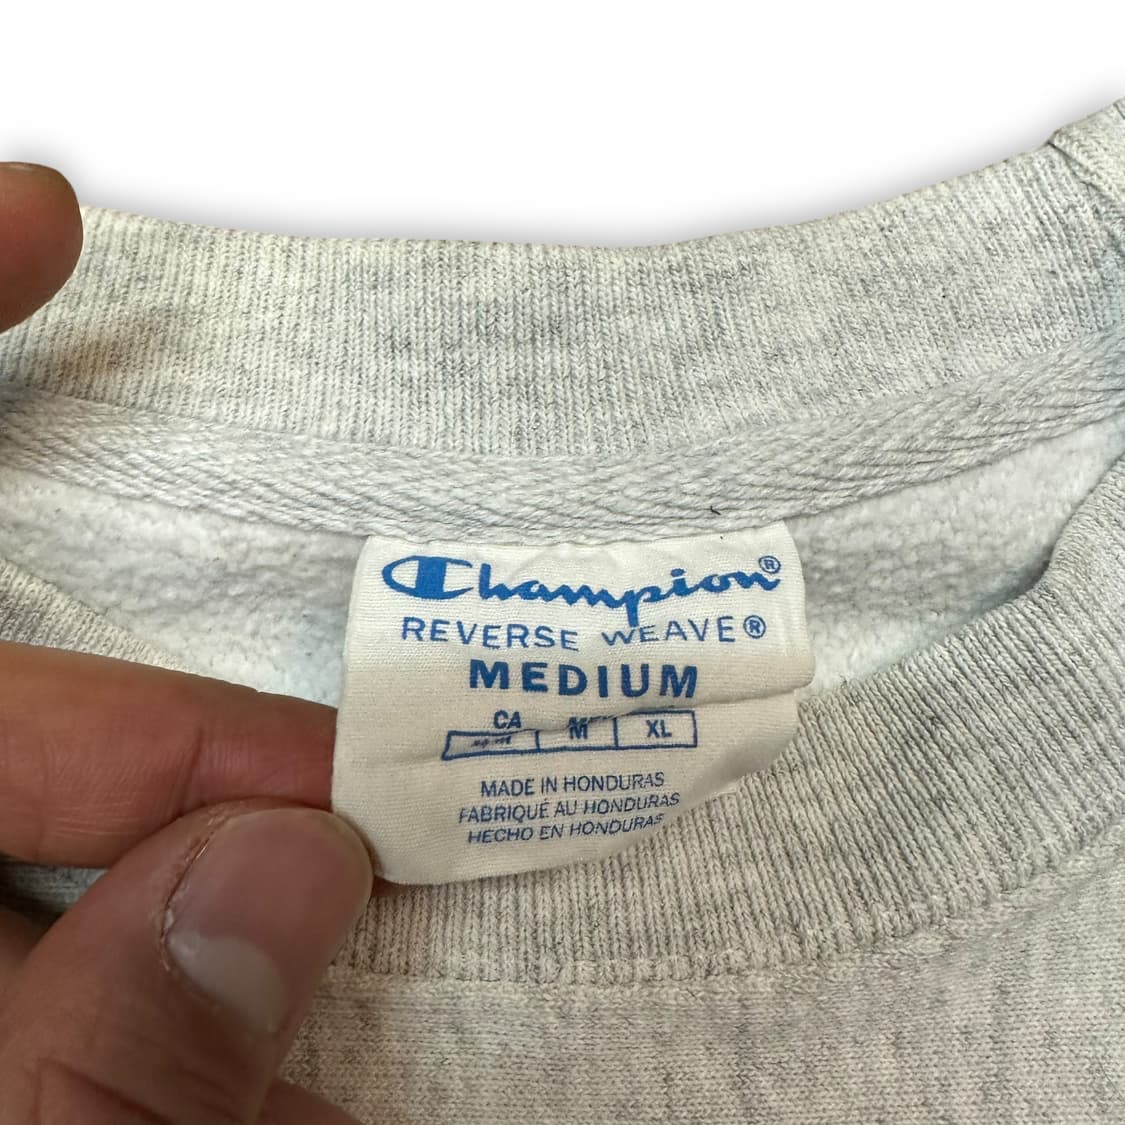 Champion®
REVERSE WEAVE®
MEDIUM
CA
M
XL
MADE IN HONDURAS
FABRIQUÉ AU HONDURAS
HECHO EN HONDURAS